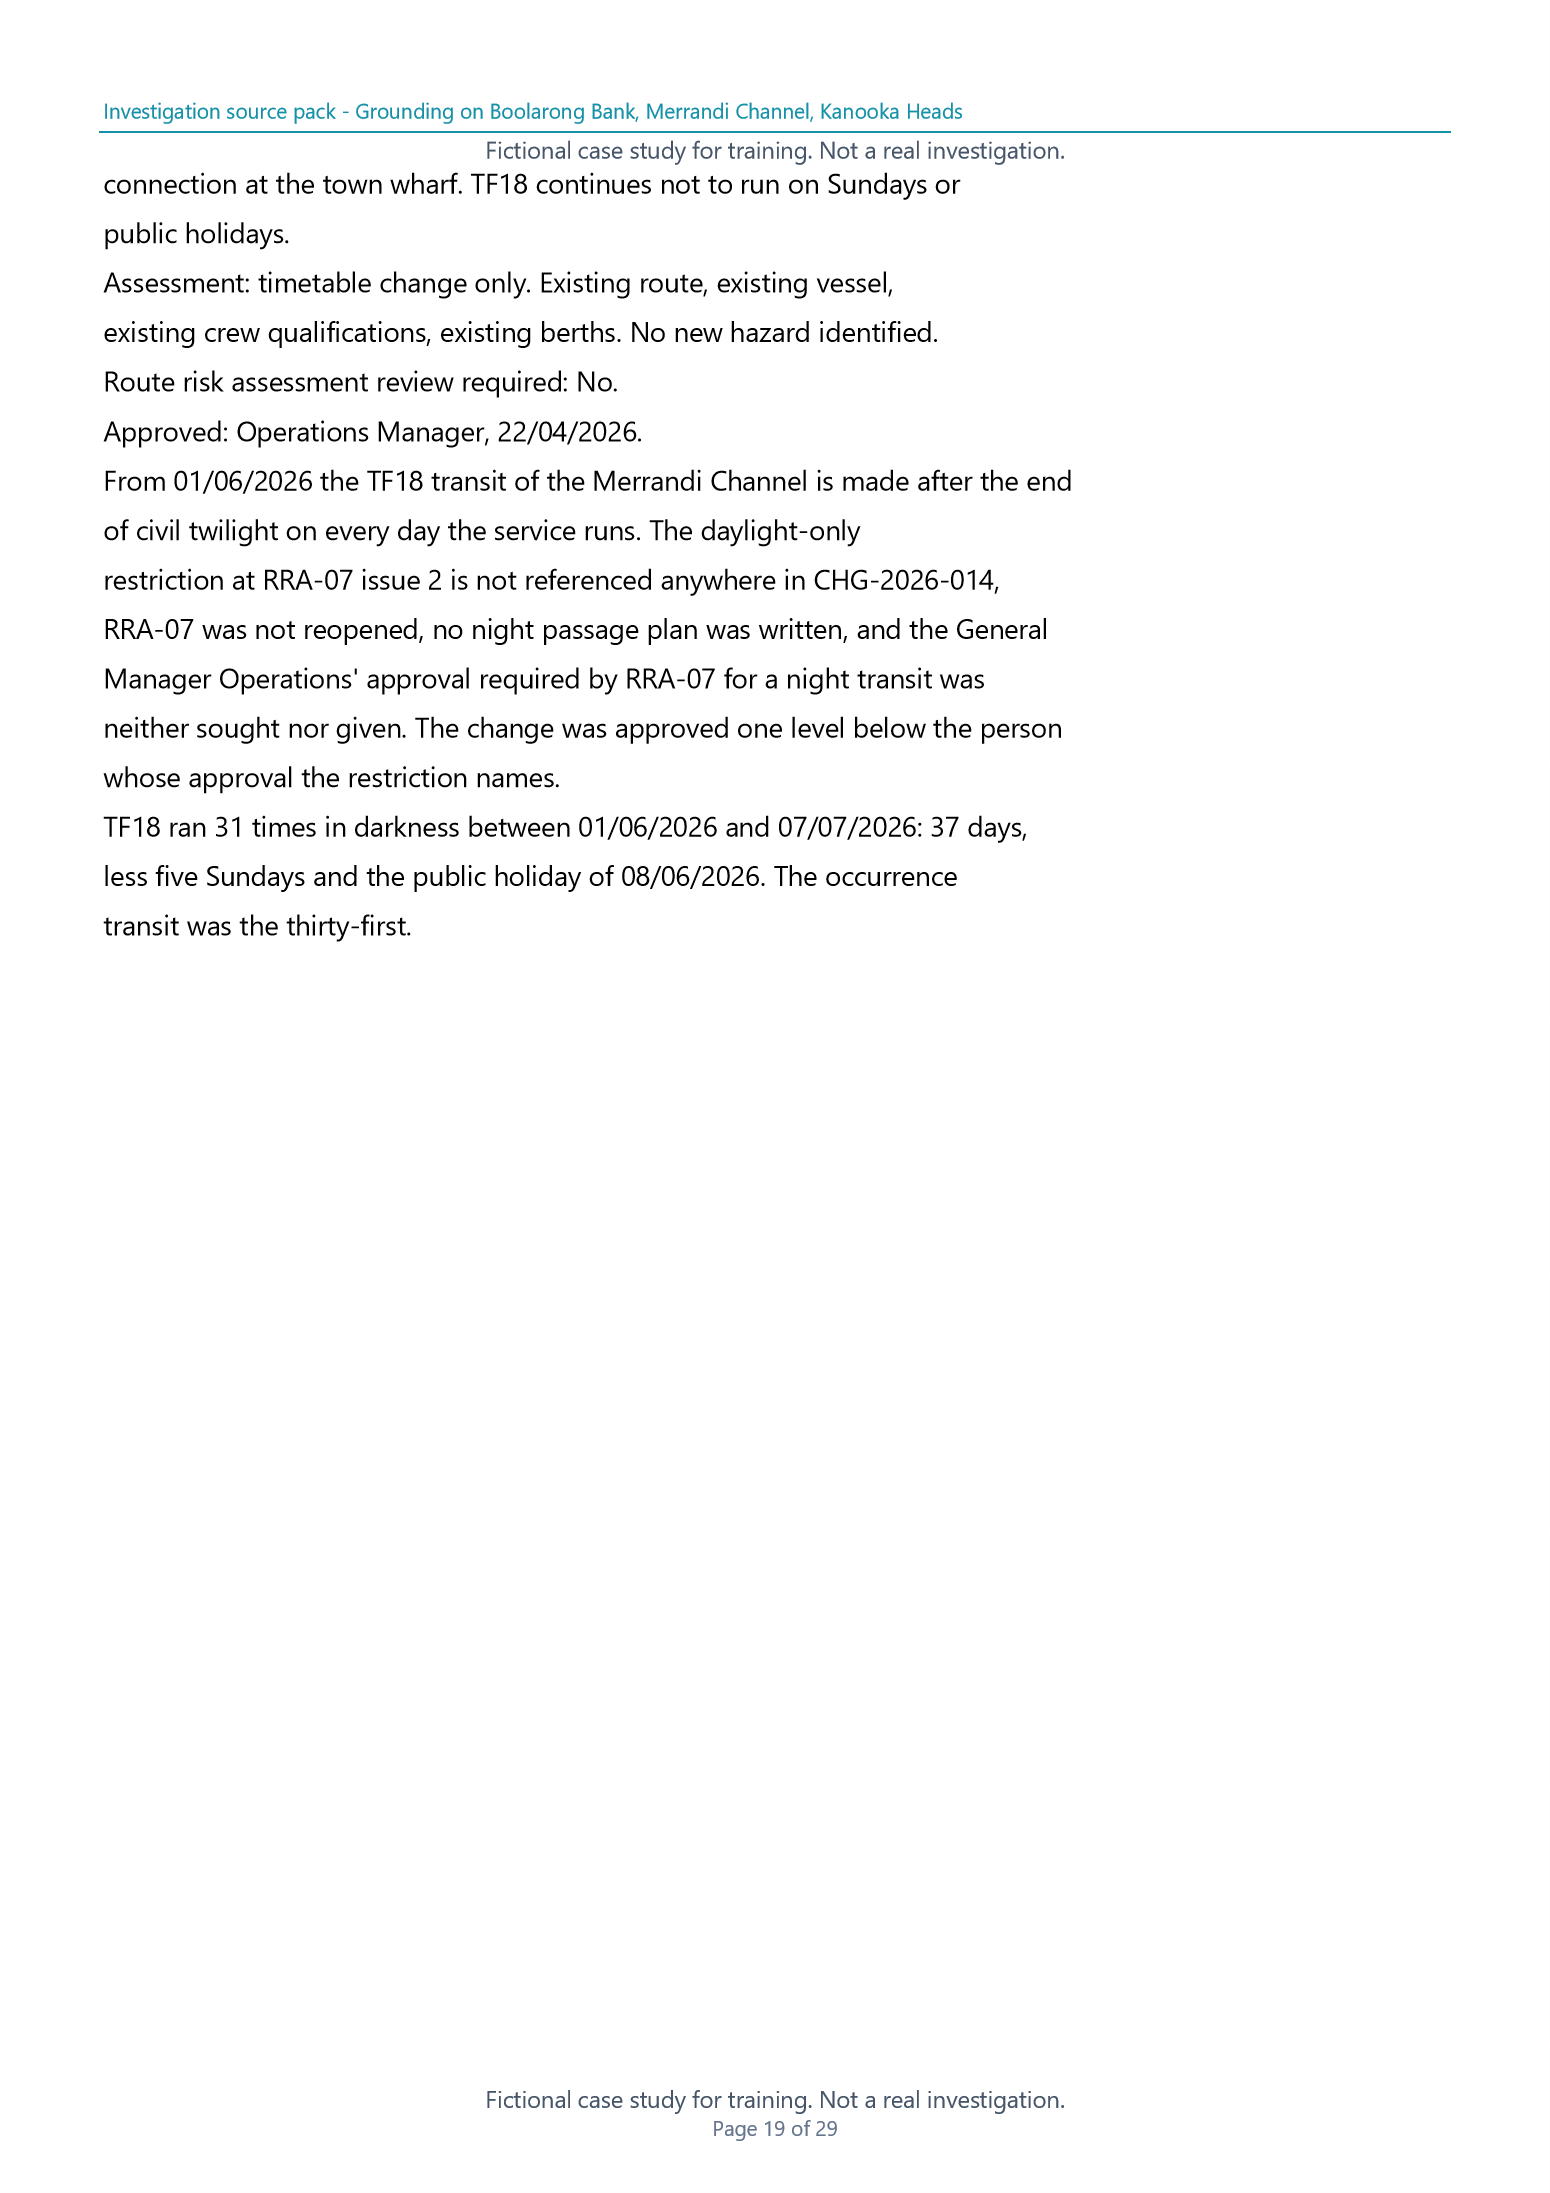 Investigation source pack - Grounding on Boolarong Bank, Merrandi Channel, Kanooka Heads
Fictional case study for training. Not a real investigation.
connection at the town wharf. TF18 continues not to run on Sundays or
public holidays.
Assessment: timetable change only. Existing route, existing vessel,
existing crew qualifications, existing berths. No new hazard identified.
Route risk assessment review required: No.
Approved: Operations Manager, 22/04/2026.
From 01/06/2026 the TF18 transit of the Merrandi Channel is made after the end
of civil twilight on every day the service runs. The daylight-only
restriction at RRA-07 issue 2 is not referenced anywhere in CHG-2026-014,
RRA-07 was not reopened, no night passage plan was written, and the General
Manager Operations' approval required by RRA-07 for a night transit was
neither sought nor given. The change was approved one level below the person
whose approval the restriction names.
TF18 ran 31 times in darkness between 01/06/2026 and 07/07/2026: 37 days,
less five Sundays and the public holiday of 08/06/2026. The occurrence
transit was the thirty-first.
Fictional case study for training. Not a real investigation.
Page 19 of 29